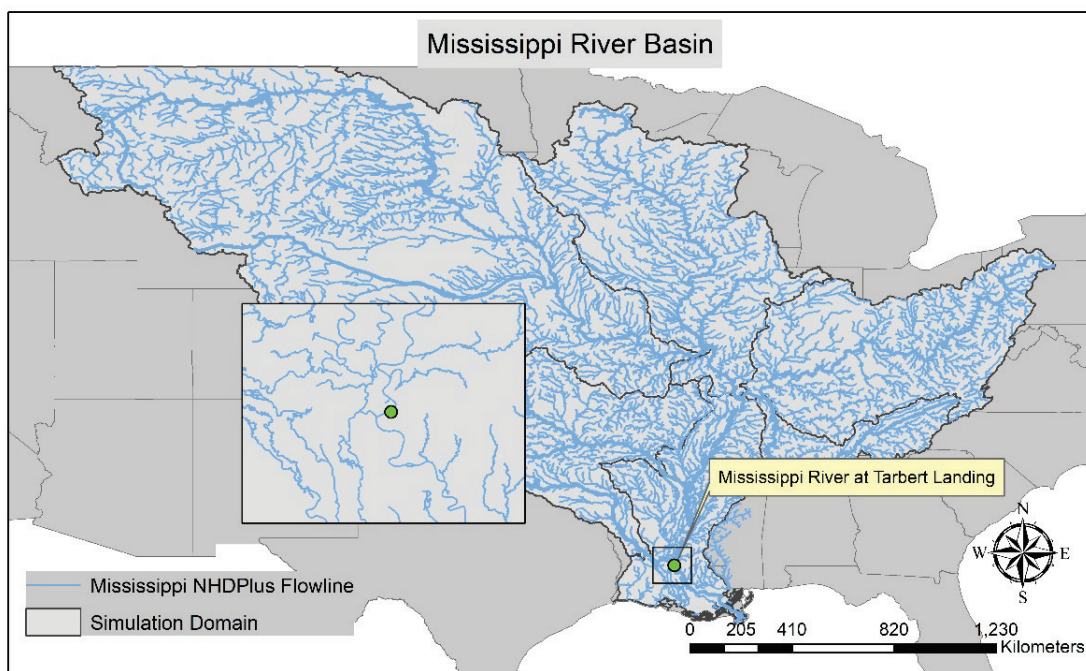 Mississippi River Basin
Mississippi River at Tarbert Landing
N
W E
S
Mississippi NHDPlus Flowline
Simulation Domain
0 205 410 820 1,230
Kilometers